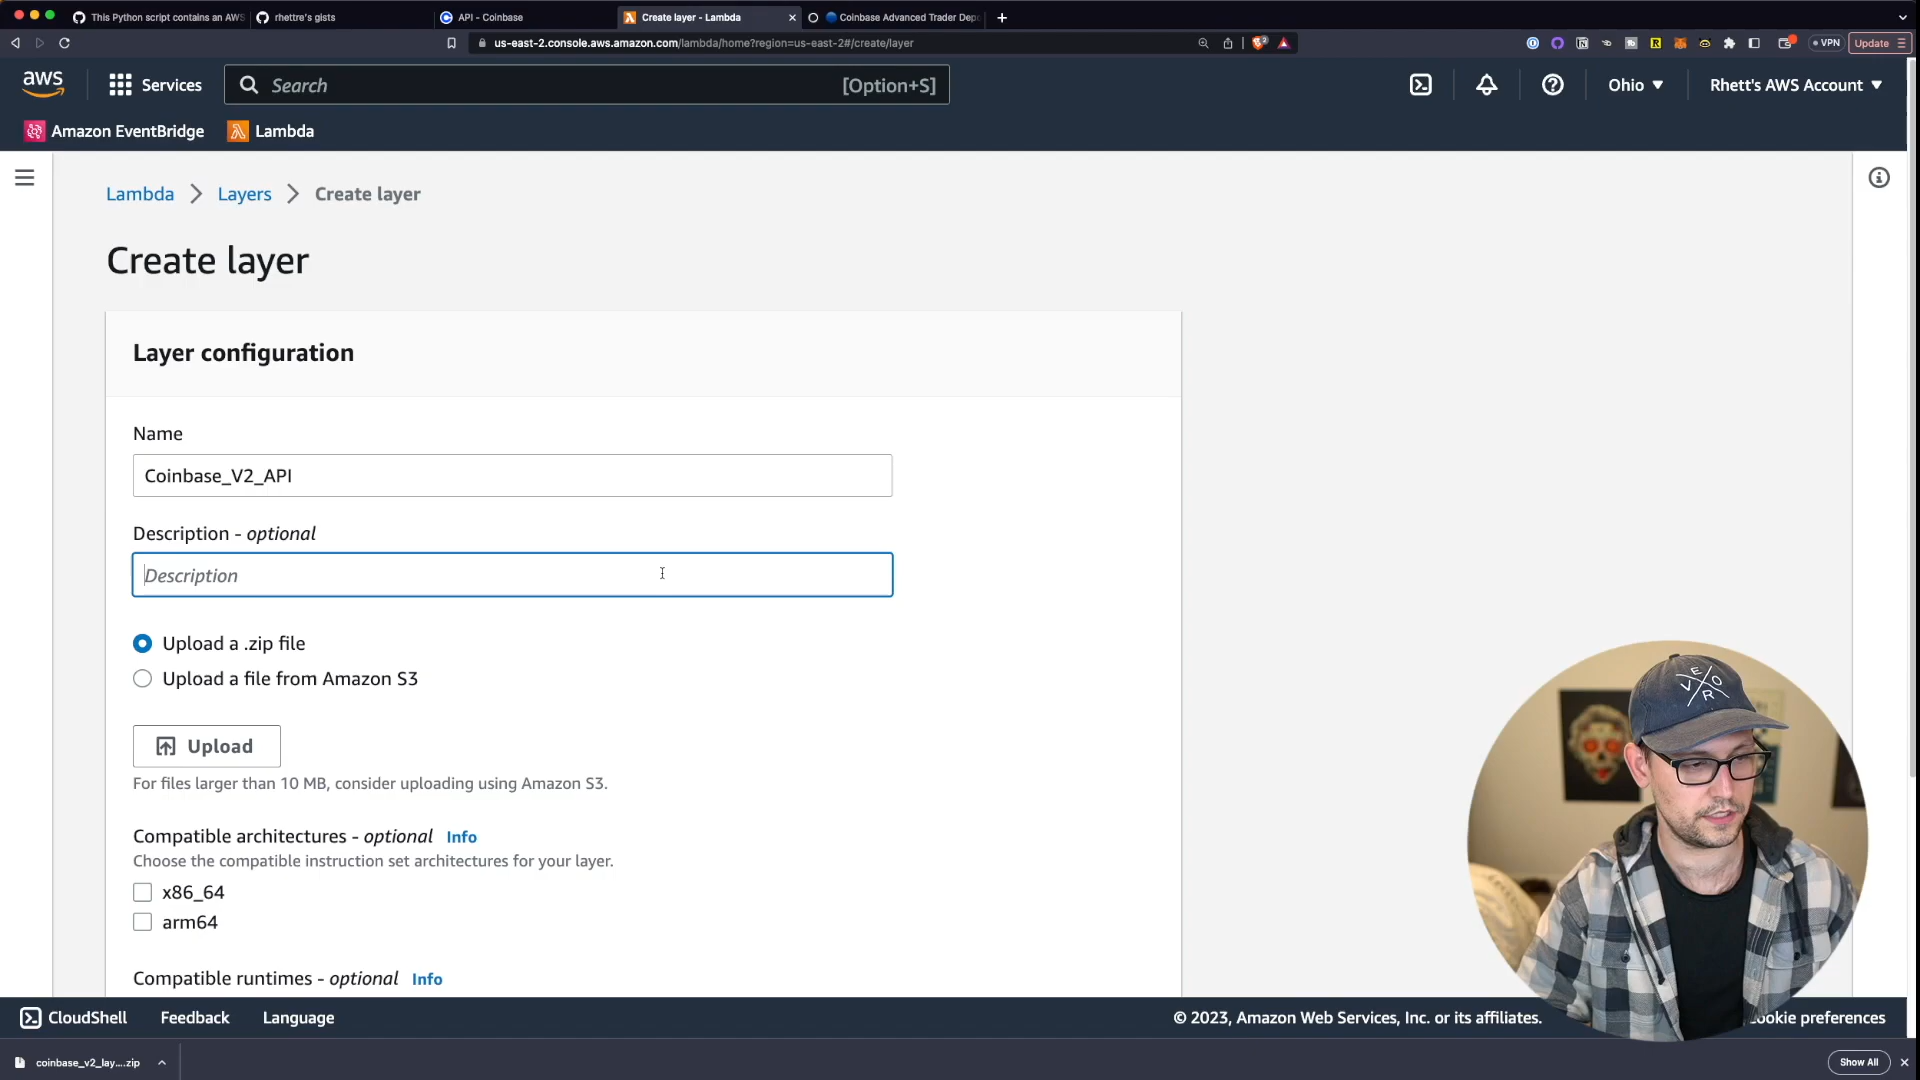 This Python script contains an AWS
rhettre's gists
API - Coinbase
Create layer - Lambda
Coinbase Advanced Trader Dep
us-east-2.console.aws.amazon.com/lambda/home?region=us-east-2#/create/layer
VPN
Update
aws
Services
Search
[Option+S]
Ohio
Rhett's AWS Account
Amazon EventBridge
Lambda
Lambda
Layers
Create layer
Create layer
Layer configuration
Name
Coinbase_V2_API
Description - optional
Description
Upload a .zip file
Upload a file from Amazon S3
Upload
For files larger than 10 MB, consider uploading using Amazon S3.
Compatible architectures - optional Info
Choose the compatible instruction set architectures for your layer.
x86_64
arm64
Compatible runtimes - optional Info
CloudShell
Feedback
Language
© 2023, Amazon Web Services, Inc. or its affiliates.
ookie preferences
coinbase_v2_lay....zip
Show All